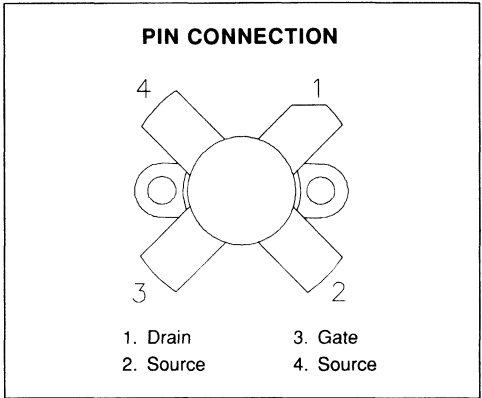 PIN CONNECTION
4 1
3 2
1. Drain 3. Gate
2. Source 4. Source